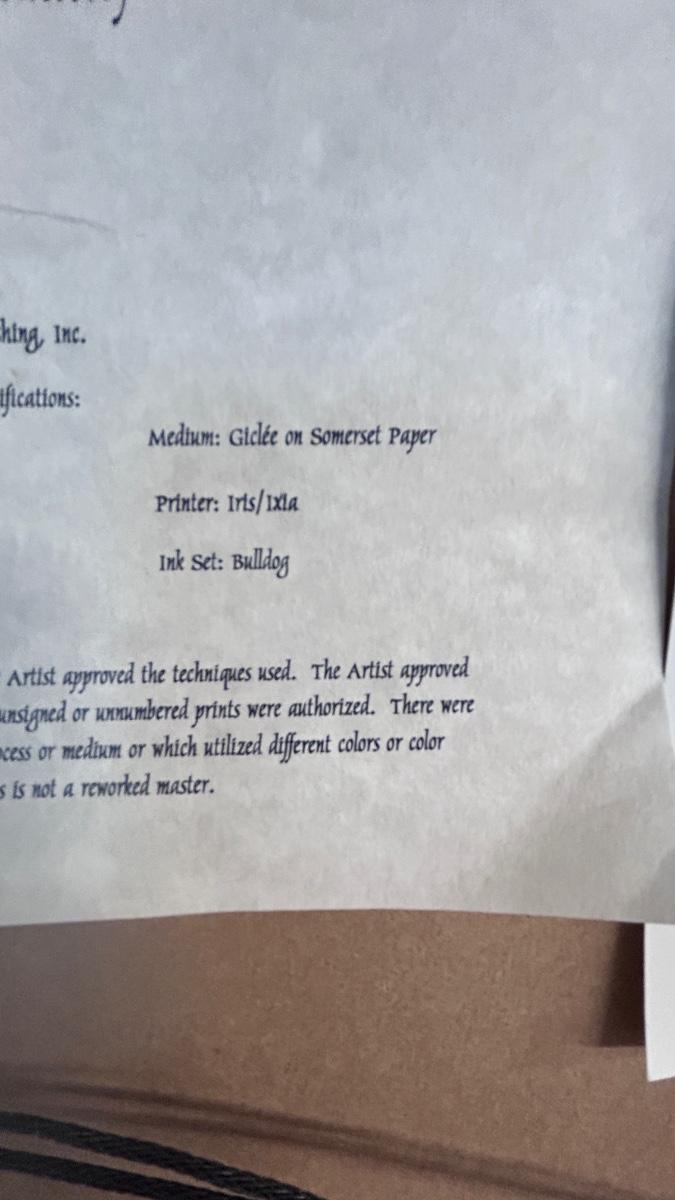 hing, Inc.
ifications:
Medium: Giclée on Somerset Paper
Printer: Iris/Ixia
Ink Set: Bulldog
Artist approved the techniques used. The Artist approved
unsigned or unnumbered prints were authorized. There were
cess or medium or which utilized different colors or color
s is not a reworked master.